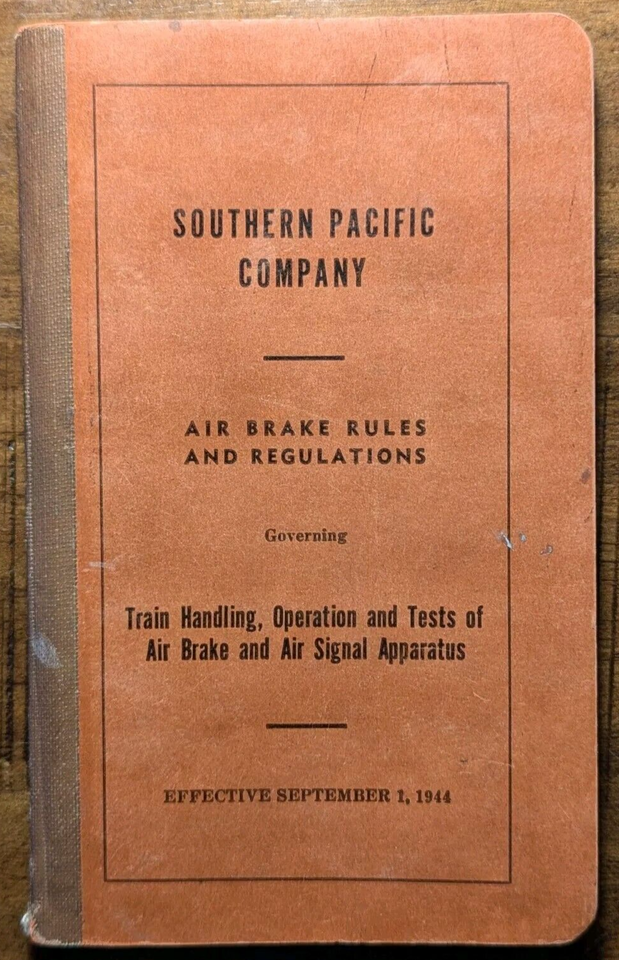 SOUTHERN PACIFIC
COMPANY
AIR BRAKE RULES
AND REGULATIONS
Governing
Train Handling, Operation and Tests of
Air Brake and Air Signal Apparatus
EFFECTIVE SEPTEMBER 1, 1944